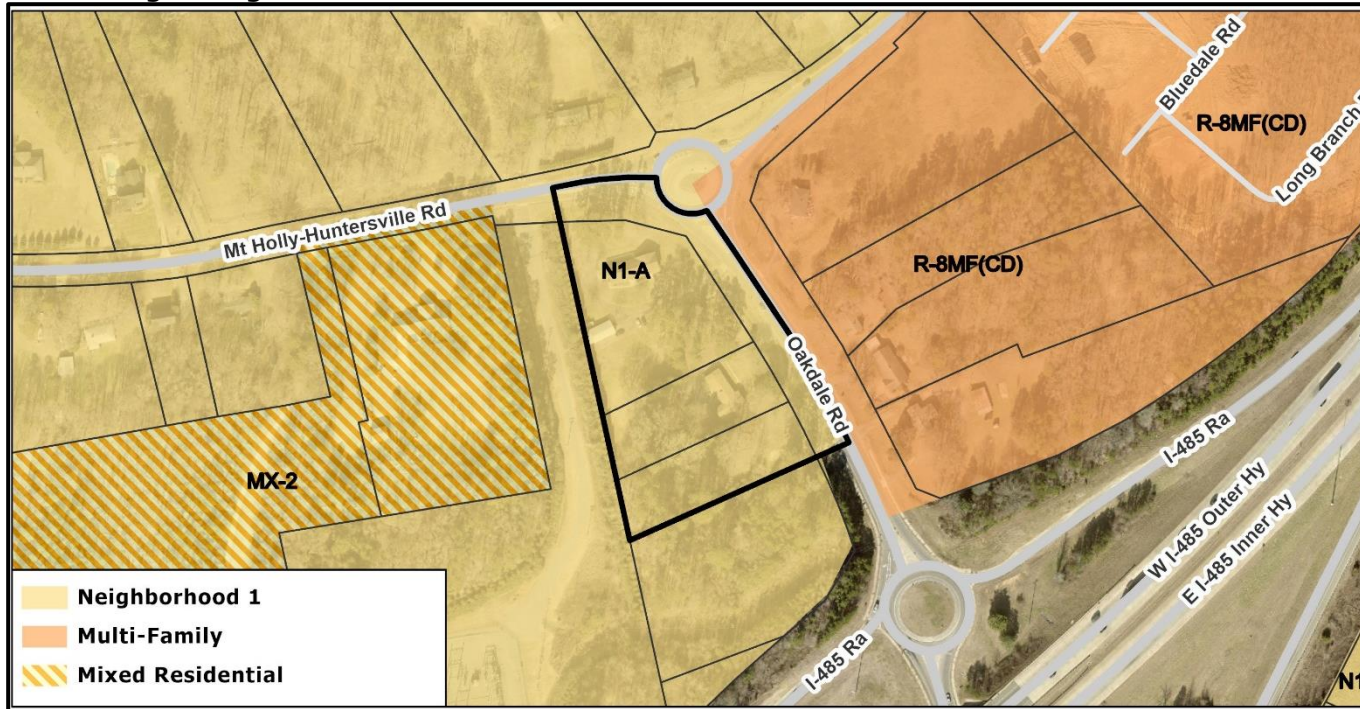 Bluedale Rd
R-8MF(CD)
Long Branch
Mt Holly-Huntersville Rd
N1-A
R-8MF(CD)
Oakdale Rd
I-485 Ra
MX-2
W I-485 Outer Hy
E I-485 Inner Hy
Neighborhood 1
Multi-Family
Mixed Residential
I-485 Ra
N1